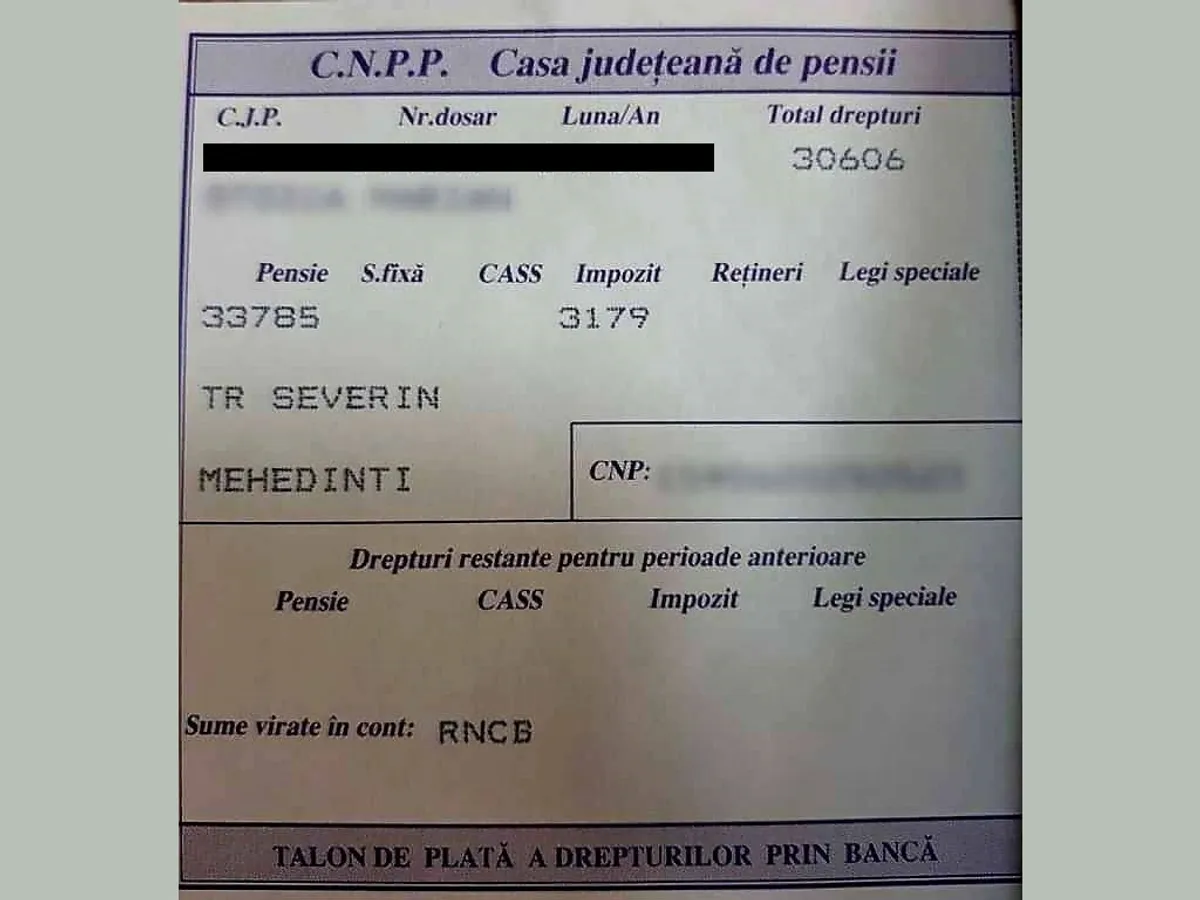 C.N.P.P. Casa județeană de pensii
C.J.P. Nr.dosar Luna/An Total drepturi
30606
Pensie S.fixă CASS Impozit Rețineri Legi speciale
33785 3179
TR SEVERIN
MEHEDINTI
CNP:
Drepturi restante pentru perioade anterioare
Pensie CASS Impozit Legi speciale
Sume virate în cont: RNCB
TALON DE PLATĂ A DREPTURILOR PRIN BANCĂ